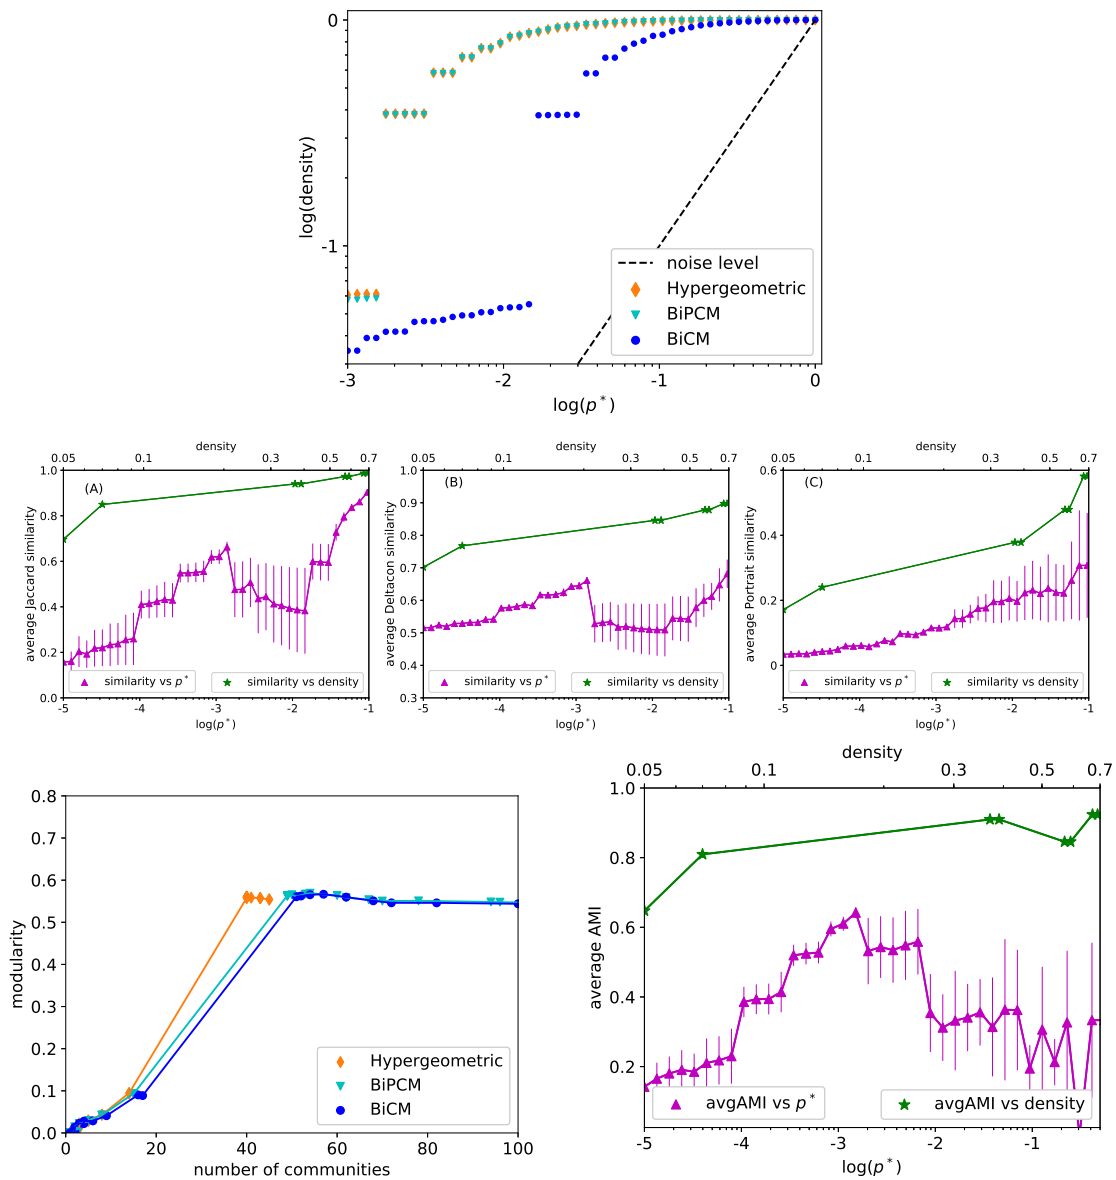 0
-1
log(density)
noise level
Hypergeometric
BiPCM
BiCM
-3 -2 -1 0
log(p*)
density
0.05 0.1 0.3 0.5 0.7
1.0
0.8
0.6
0.4
0.2
0.0
average Jaccard similarity
(A)
similarity vs p*
similarity vs density
-5 -4 -3 -2 -1
log(p*)
density
0.05 0.1 0.3 0.5 0.7
1.0
0.9
0.8
0.7
0.6
0.5
0.4
0.3
average Deltacon similarity
(B)
similarity vs p*
similarity vs density
-5 -4 -3 -2 -1
log(p*)
density
0.05 0.1 0.3 0.5 0.7
0.6
0.4
0.2
0
average Portrait similarity
(C)
similarity vs p*
similarity vs density
-5 -4 -3 -2 -1
log(p*)
0.8
0.7
0.6
0.5
0.4
0.3
0.2
0.1
0.0
modularity
Hypergeometric
BiPCM
BiCM
0 20 40 60 80 100
number of communities
density
0.05 0.1 0.3 0.5 0.7
1.0
0.8
0.6
0.4
0.2
average AMI
avgAMI vs p*
avgAMI vs density
-5 -4 -3 -2 -1
log(p*)